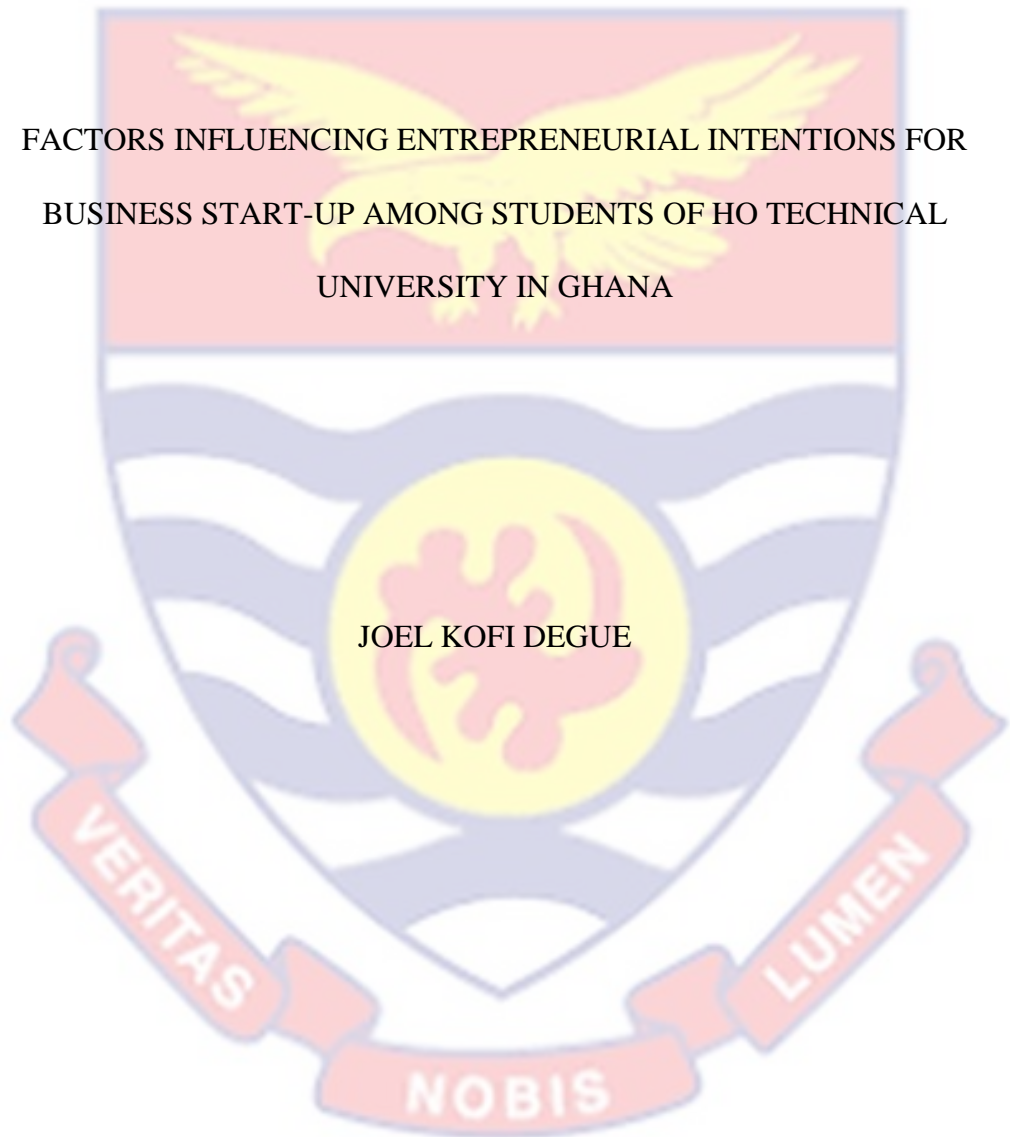 FACTORS INFLUENCING ENTREPRENEURIAL INTENTIONS FOR
BUSINESS START-UP AMONG STUDENTS OF HO TECHNICAL
UNIVERSITY IN GHANA
JOEL KOFI DEGUE
VERITAS
NOBIS
LUMEN